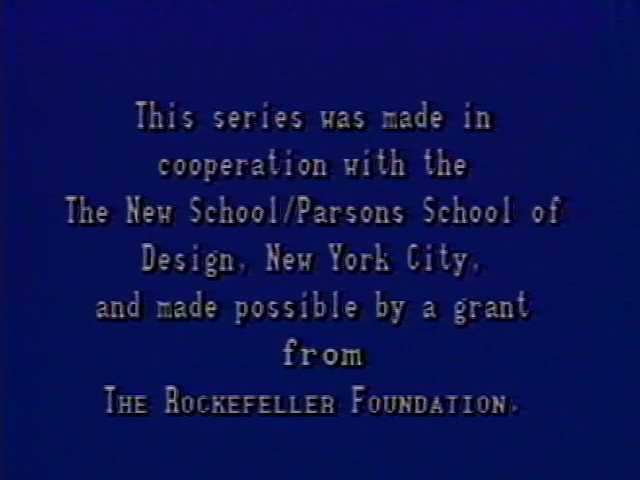 This series was made in
cooperation with the
The New School/Parsons School of
Design, New York City,
and made possible by a grant
from
THE ROCKEFELLER FOUNDATION.